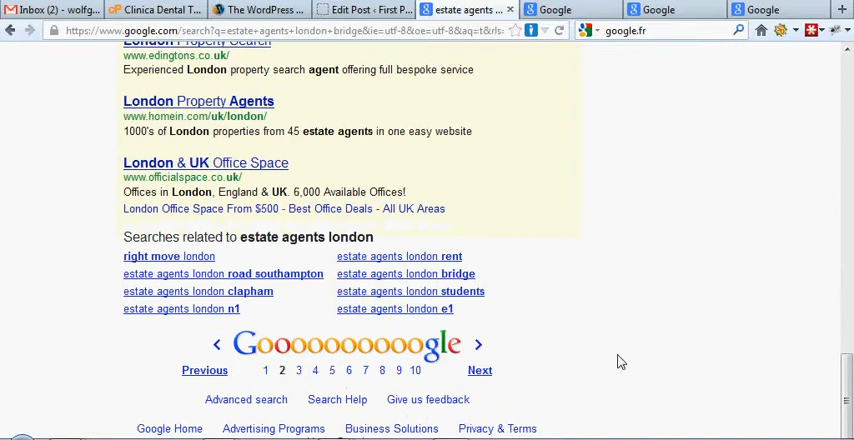 Inbox (2) - wolfg...
Clinica Dental T...
The WordPress ...
Edit Post ‹ First P...
estate agents ...
Google
Google
Google
https://www.google.com/search?q=estate+agents+london+bridge&ie=utf-8&oe=utf-8&aq=t&rls:
google.fr
London Property Search
www.edingtons.co.uk/
Experienced London property search agent offering full bespoke service
London Property Agents
www.homein.com/uk/london/
1000's of London properties from 45 estate agents in one easy website
London & UK Office Space
www.officialspace.co.uk/
Offices in London, England & UK. 6,000 Available Offices!
London Office Space From $500 - Best Office Deals - All UK Areas
Searches related to estate agents london
right move london
estate agents london rent
estate agents london road southampton
estate agents london bridge
estate agents london clapham
estate agents london students
estate agents london n1
estate agents london e1
Goooooooooogle
Previous 1 2 3 4 5 6 7 8 9 10 Next
Advanced search Search Help Give us feedback
Google Home Advertising Programs Business Solutions Privacy & Terms